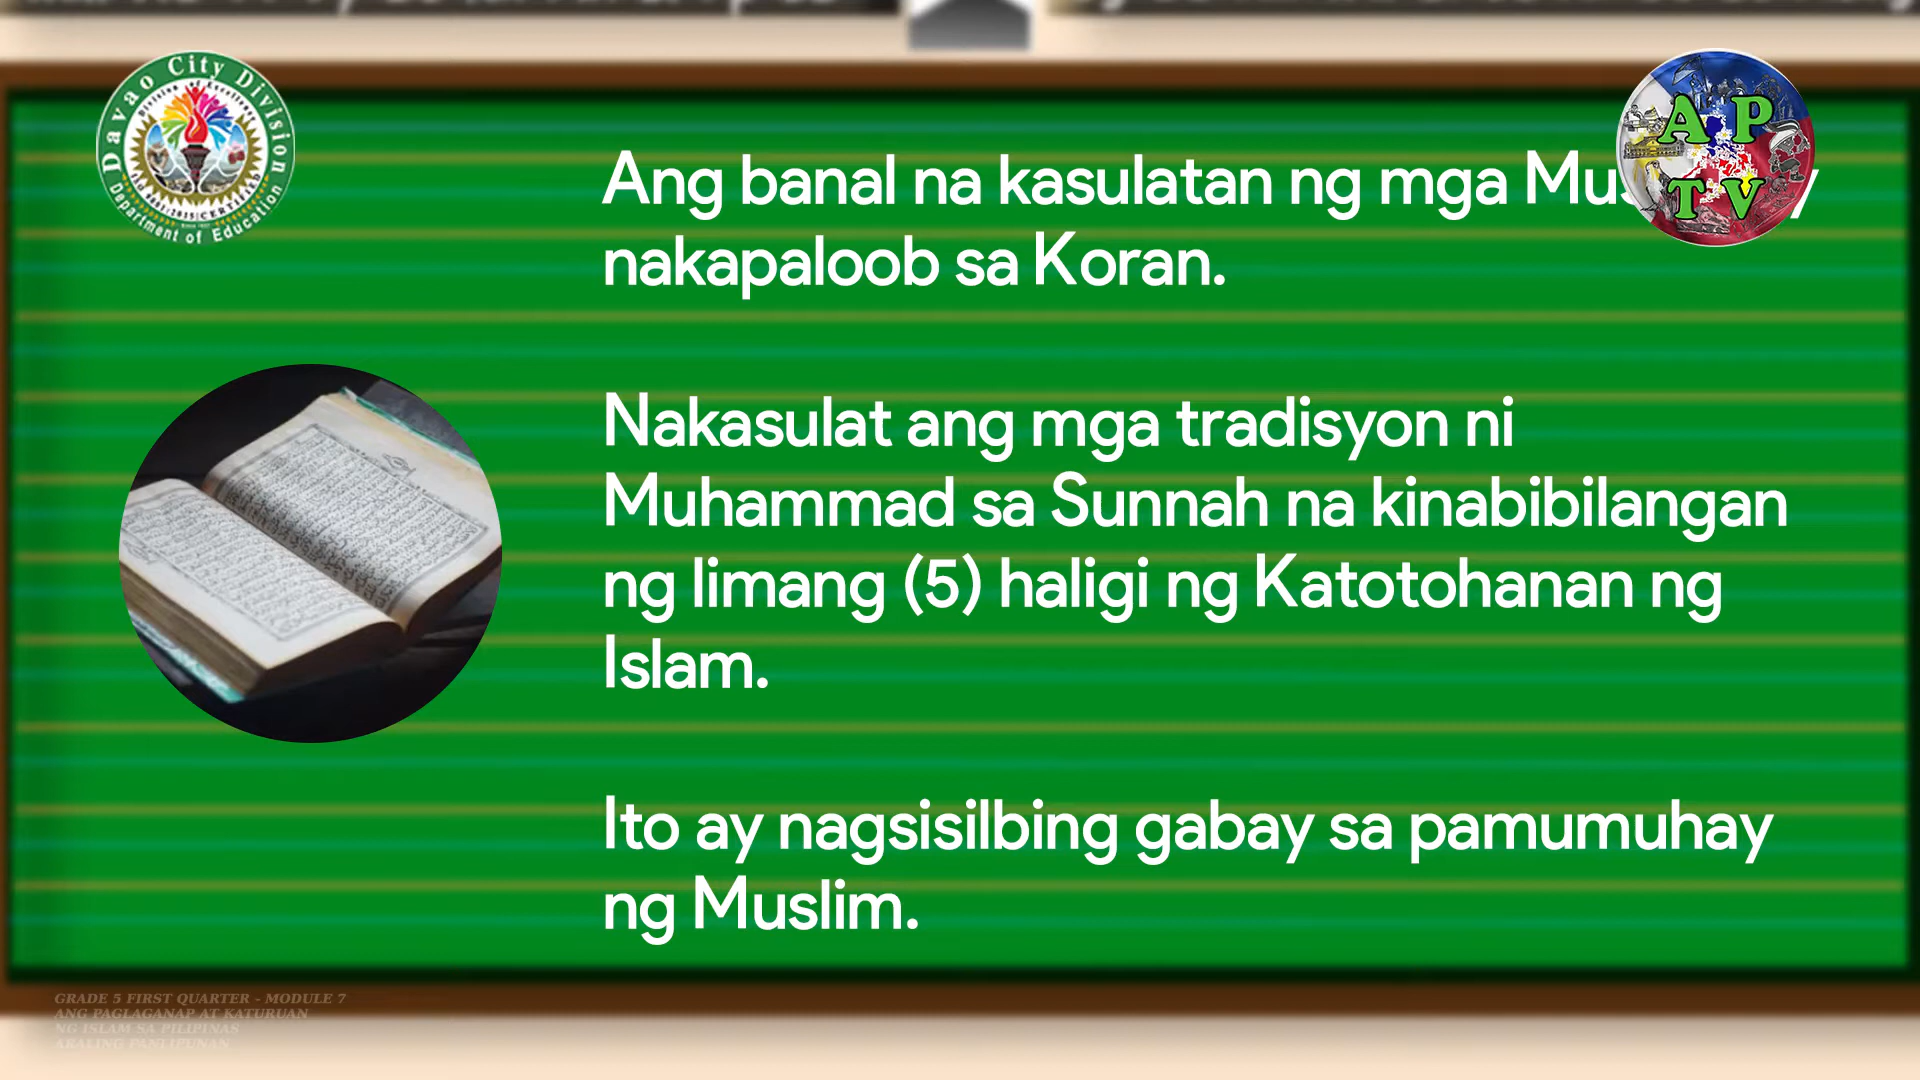 Davao City Division
Department of Education
A P
T V
Ang banal na kasulatan ng mga
nakapaloob sa Koran.
Nakasulat ang mga tradisyon ni
Muhammad sa Sunnah na kinabibilangan
ng limang (5) haligi ng Katotohanan ng
Islam.
Ito ay nagsisilbing gabay sa pamumuhay
ng Muslim.
GRADE 5 FIRST QUARTER - MODULE 7
ANG PAGLAGANAP AT KATURUAN
NG ISLAM SA PILIPINAS
ARALING PANLIPUNAN